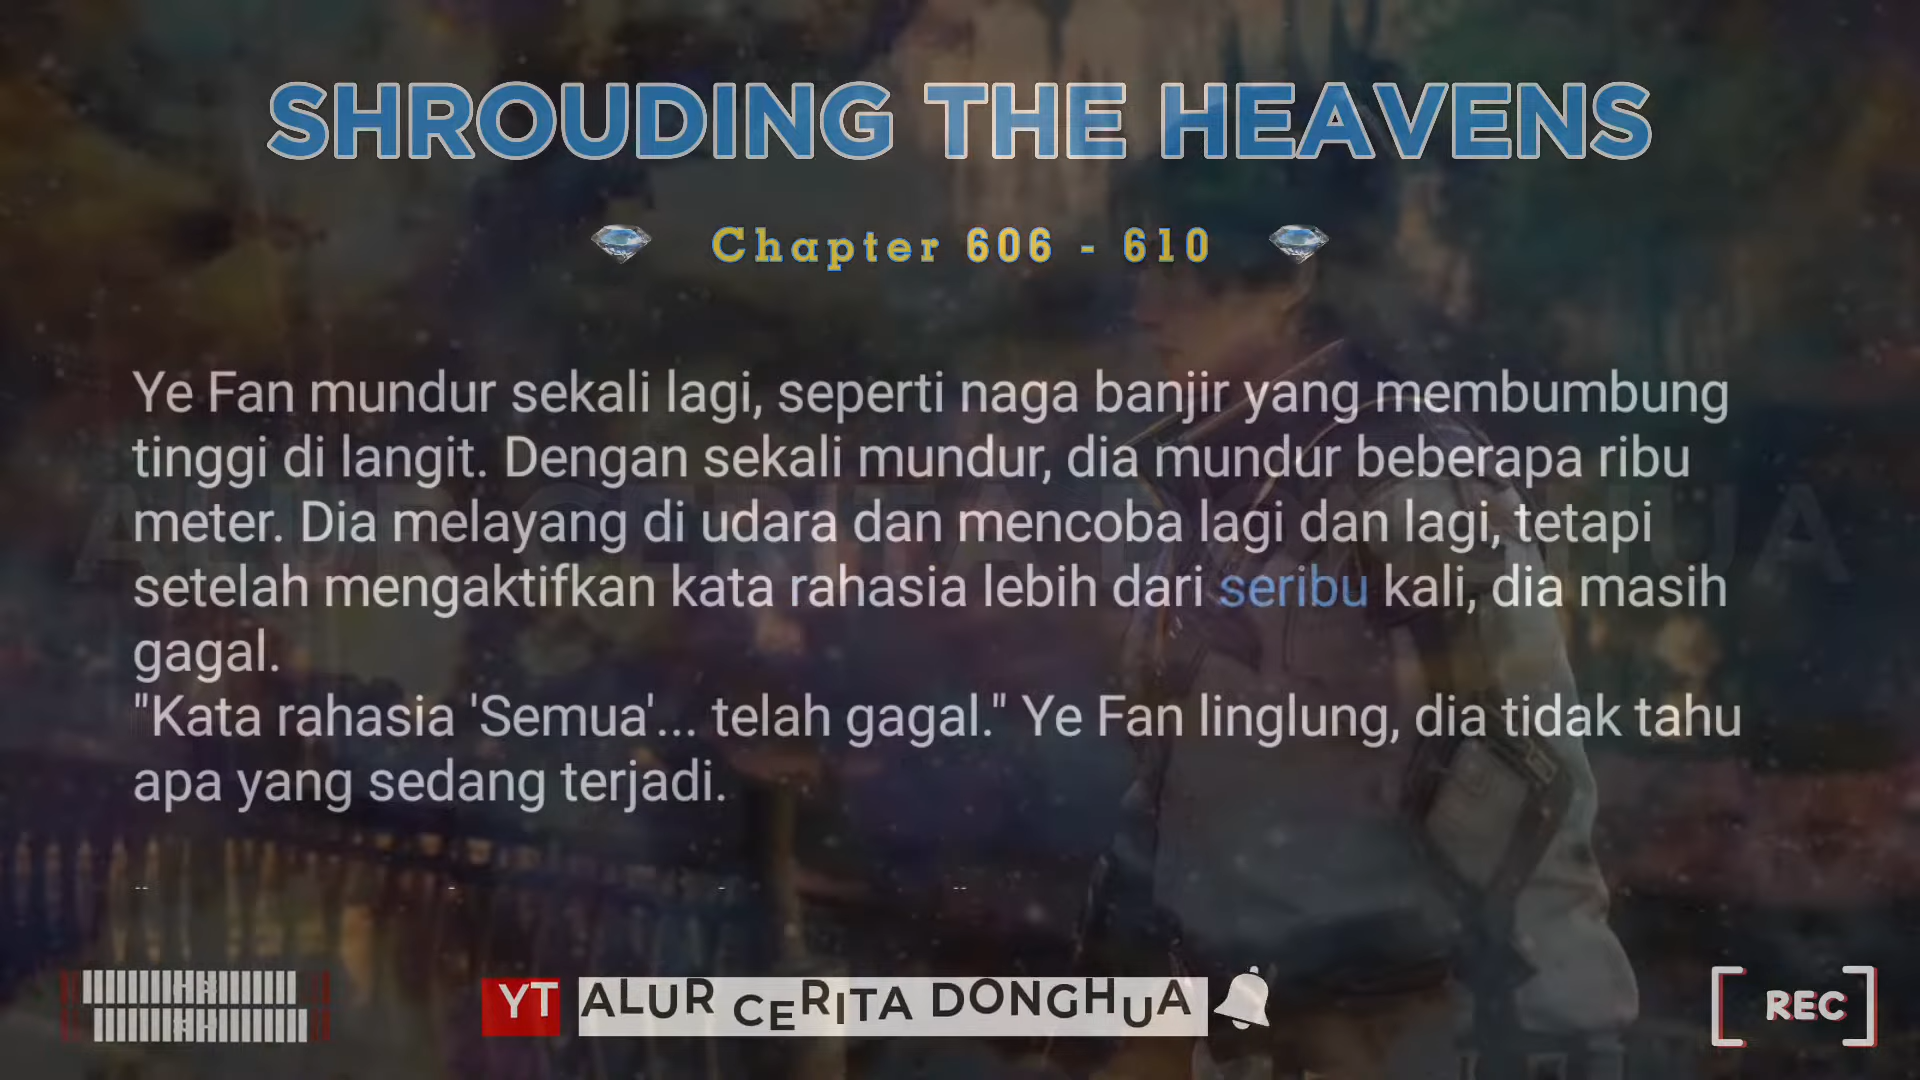 SHROUDING THE HEAVENS
Chapter 606 - 610
Ye Fan mundur sekali lagi, seperti naga banjir yang membumbung
tinggi di langit. Dengan sekali mundur, dia mundur beberapa ribu
meter. Dia melayang di udara dan mencoba lagi dan lagi, tetapi
setelah mengaktifkan kata rahasia lebih dari seribu kali, dia masih
gagal.
"Kata rahasia 'Semua'... telah gagal." Ye Fan linglung, dia tidak tahu
apa yang sedang terjadi.
ALUR CERITA DONGHUA
YT ALUR CERITA DONGHUA
REC